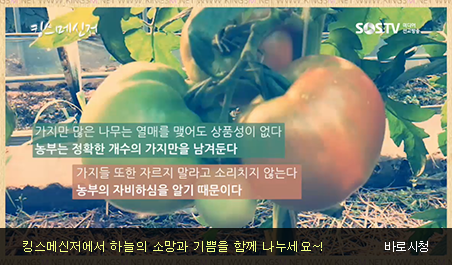 킹스메신저
SOSTV
가지만 많은 나무는 열매를 맺어도 상품성이 없다
농부는 정확한 개수의 가지만을 남겨둔다
가지들 또한 자르지 말라고 소리치지 않는다
농부의 자비하심을 알기 때문이다
킹스메신저에서 하늘의 소망과 기쁨을 함께 나누세요~!
바로시청